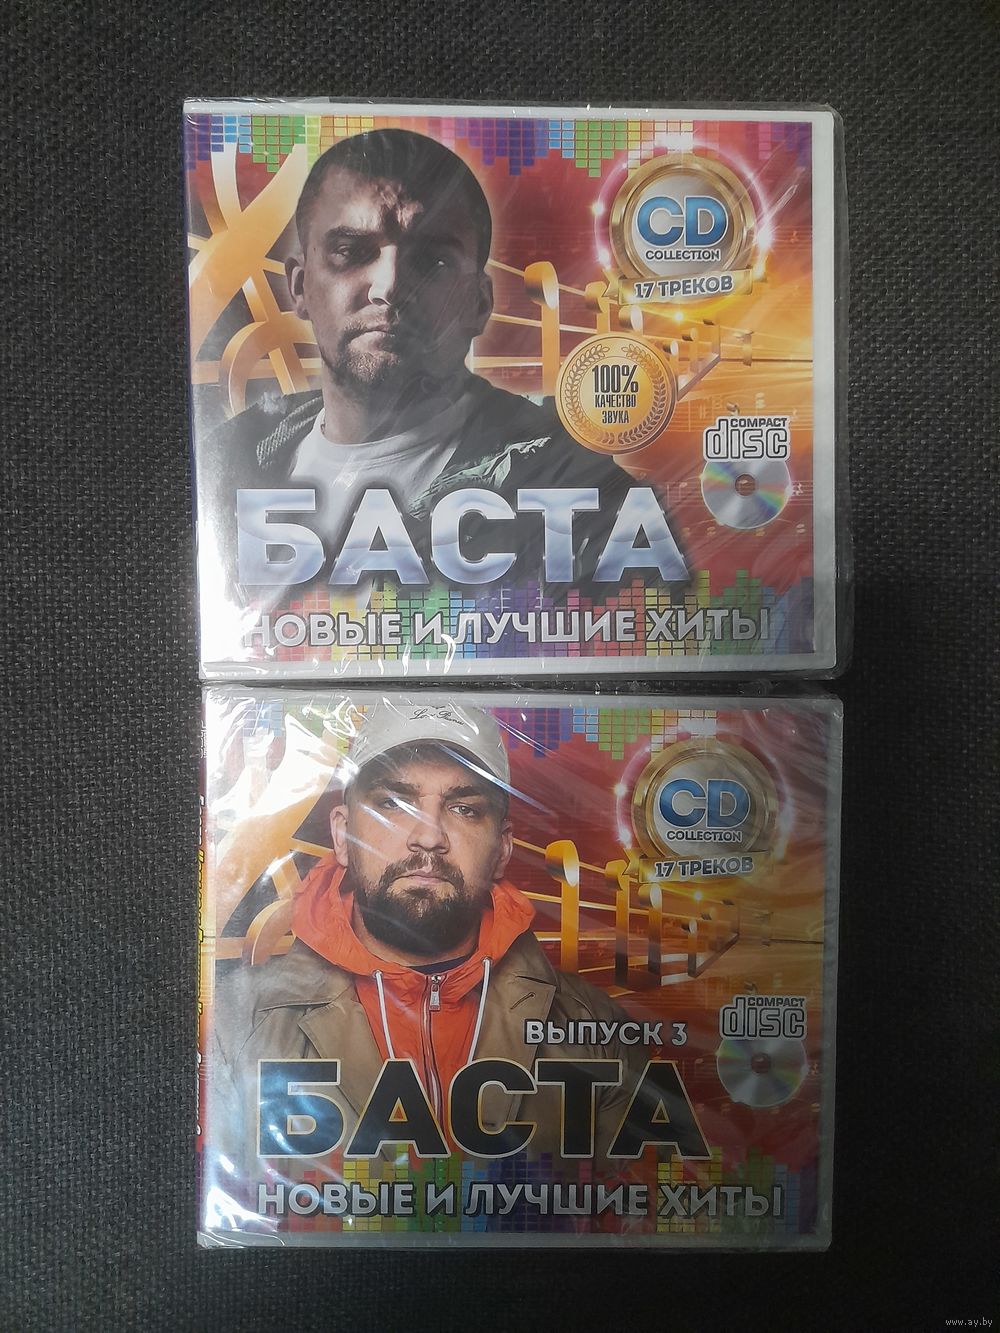 CD
COLLECTION
17 ТРЕКОВ
100%
КАЧЕСТВО
ЗВУКА
COMPACT
disc
БАСТА
НОВЫЕ И ЛУЧШИЕ ХИТЫ
CD
COLLECTION
17 ТРЕКОВ
COMPACT
disc
ВЫПУСК 3
БАСТА
НОВЫЕ И ЛУЧШИЕ ХИТЫ
www.ay.by